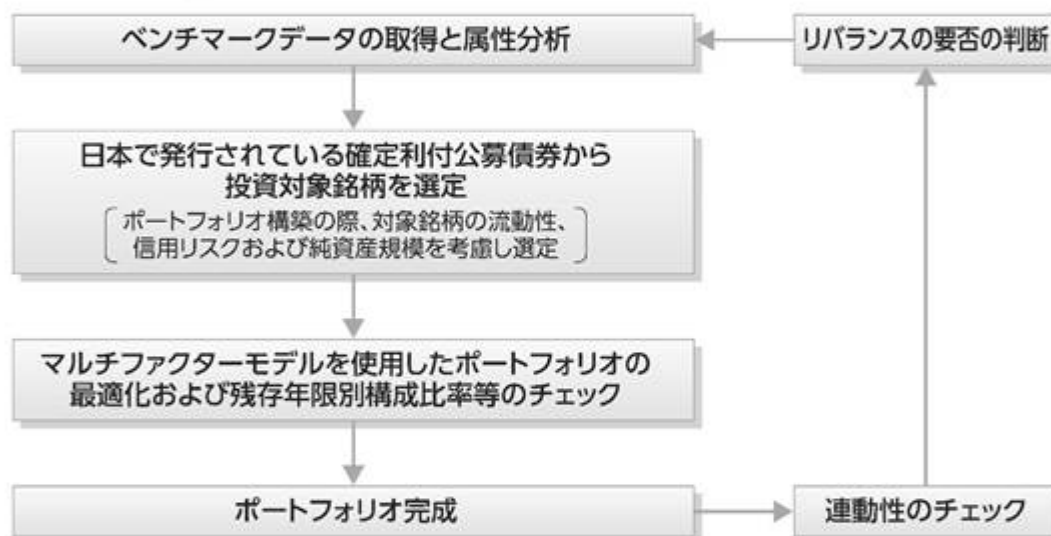 ベンチマークデータの取得と属性分析
リバランスの要否の判断
日本で発行されている確定利付公募債券から
投資対象銘柄を選定
ポートフォリオ構築の際、対象銘柄の流動性、
信用リスクおよび純資産規模を考慮し選定
マルチファクターモデルを使用したポートフォリオの
最適化および残存年限別構成比率等のチェック
ポートフォリオ完成
連動性のチェック